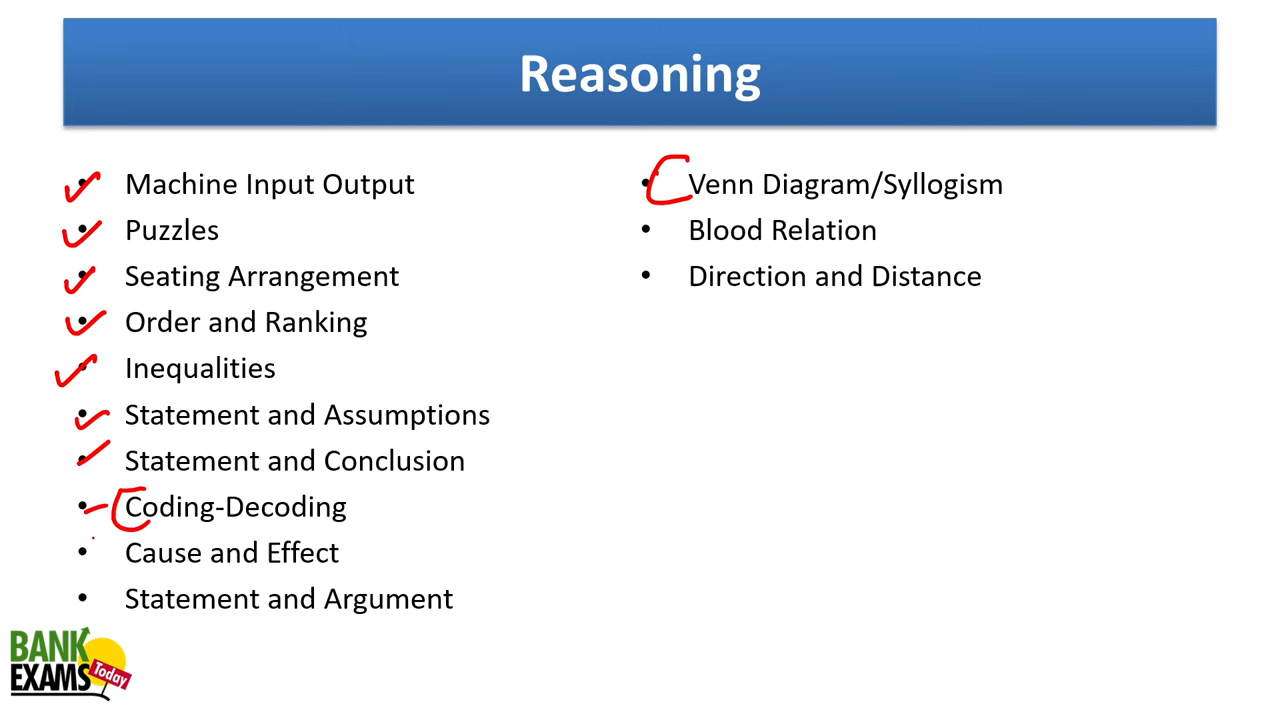 Reasoning
• Machine Input Output
• Puzzles
• Seating Arrangement
• Order and Ranking
• Inequalities
• Statement and Assumptions
• Statement and Conclusion
• Coding-Decoding
• Cause and Effect
• Statement and Argument
• Venn Diagram/Syllogism
• Blood Relation
• Direction and Distance
BANK
EXAMS
Today